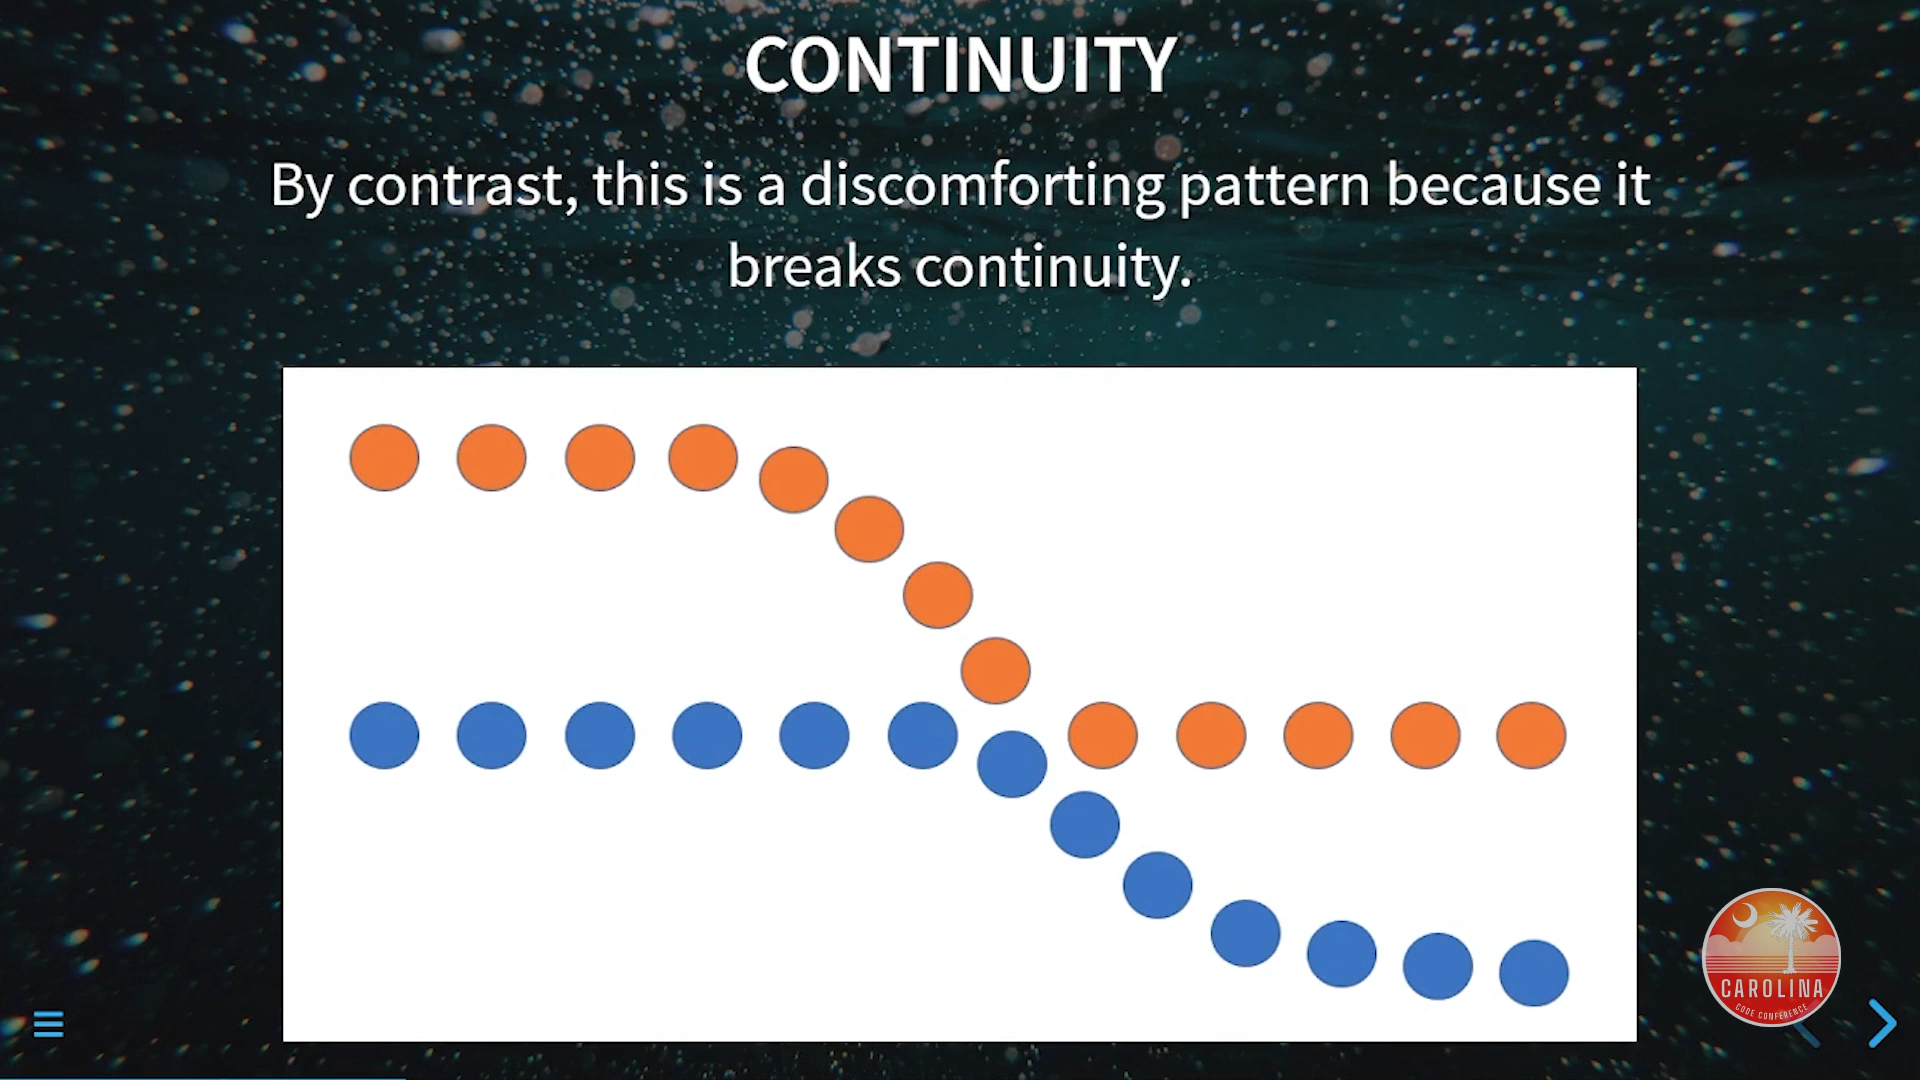 CONTINUITY
By contrast, this is a discomforting pattern because it
breaks continuity.
CAROLINA
CODE CONFERENCE